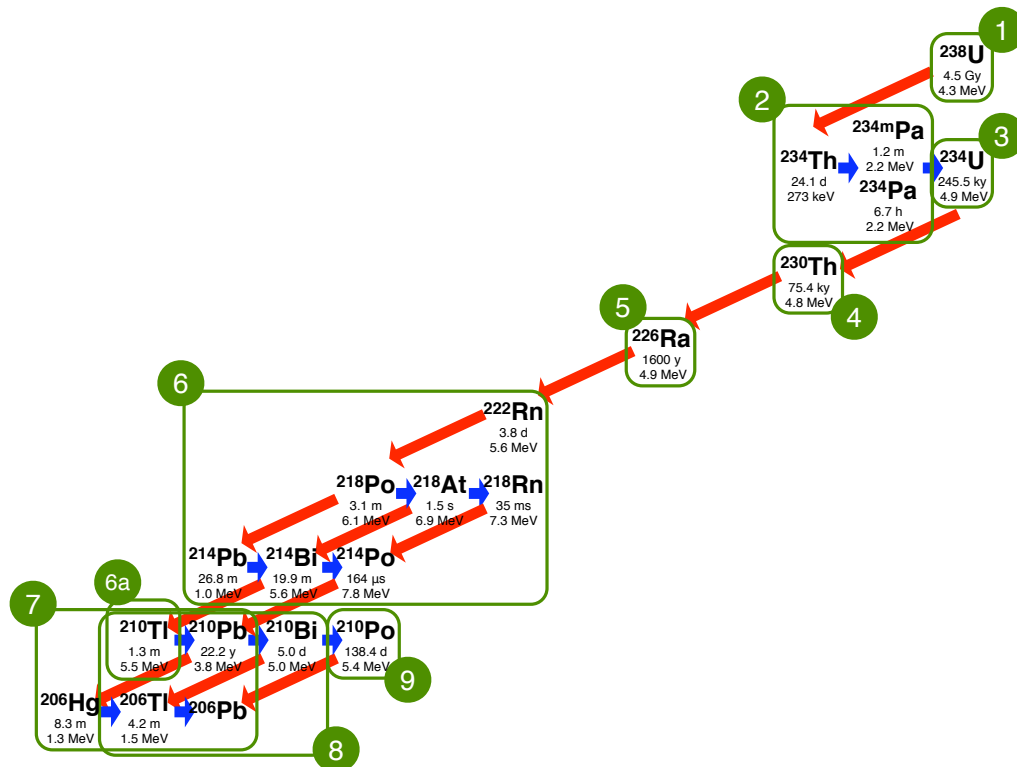 1
²³⁸U
4.5 Gy
4.3 MeV
2
²³⁴ᵐPa
1.2 m
2.2 MeV
3
²³⁴Th
24.1 d
273 keV
²³⁴U
245.5 ky
4.9 MeV
²³⁴Pa
6.7 h
2.2 MeV
²³⁰Th
75.4 ky
4.8 MeV
4
5
²²⁶Ra
1600 y
4.9 MeV
6
²²²Rn
3.8 d
5.6 MeV
²¹⁸Po
3.1 m
6.1 MeV
²¹⁸At
1.5 s
6.9 MeV
²¹⁸Rn
35 ms
7.3 MeV
²¹⁴Pb
26.8 m
1.0 MeV
²¹⁴Bi
19.9 m
5.6 MeV
²¹⁴Po
164 µs
7.8 MeV
6a
7
²¹⁰Tl
1.3 m
5.5 MeV
²¹⁰Pb
22.2 y
3.8 MeV
²¹⁰Bi
5.0 d
5.0 MeV
²¹⁰Po
138.4 d
5.4 MeV
9
²⁰⁶Hg
8.3 m
1.3 MeV
²⁰⁶Tl
4.2 m
1.5 MeV
²⁰⁶Pb
8